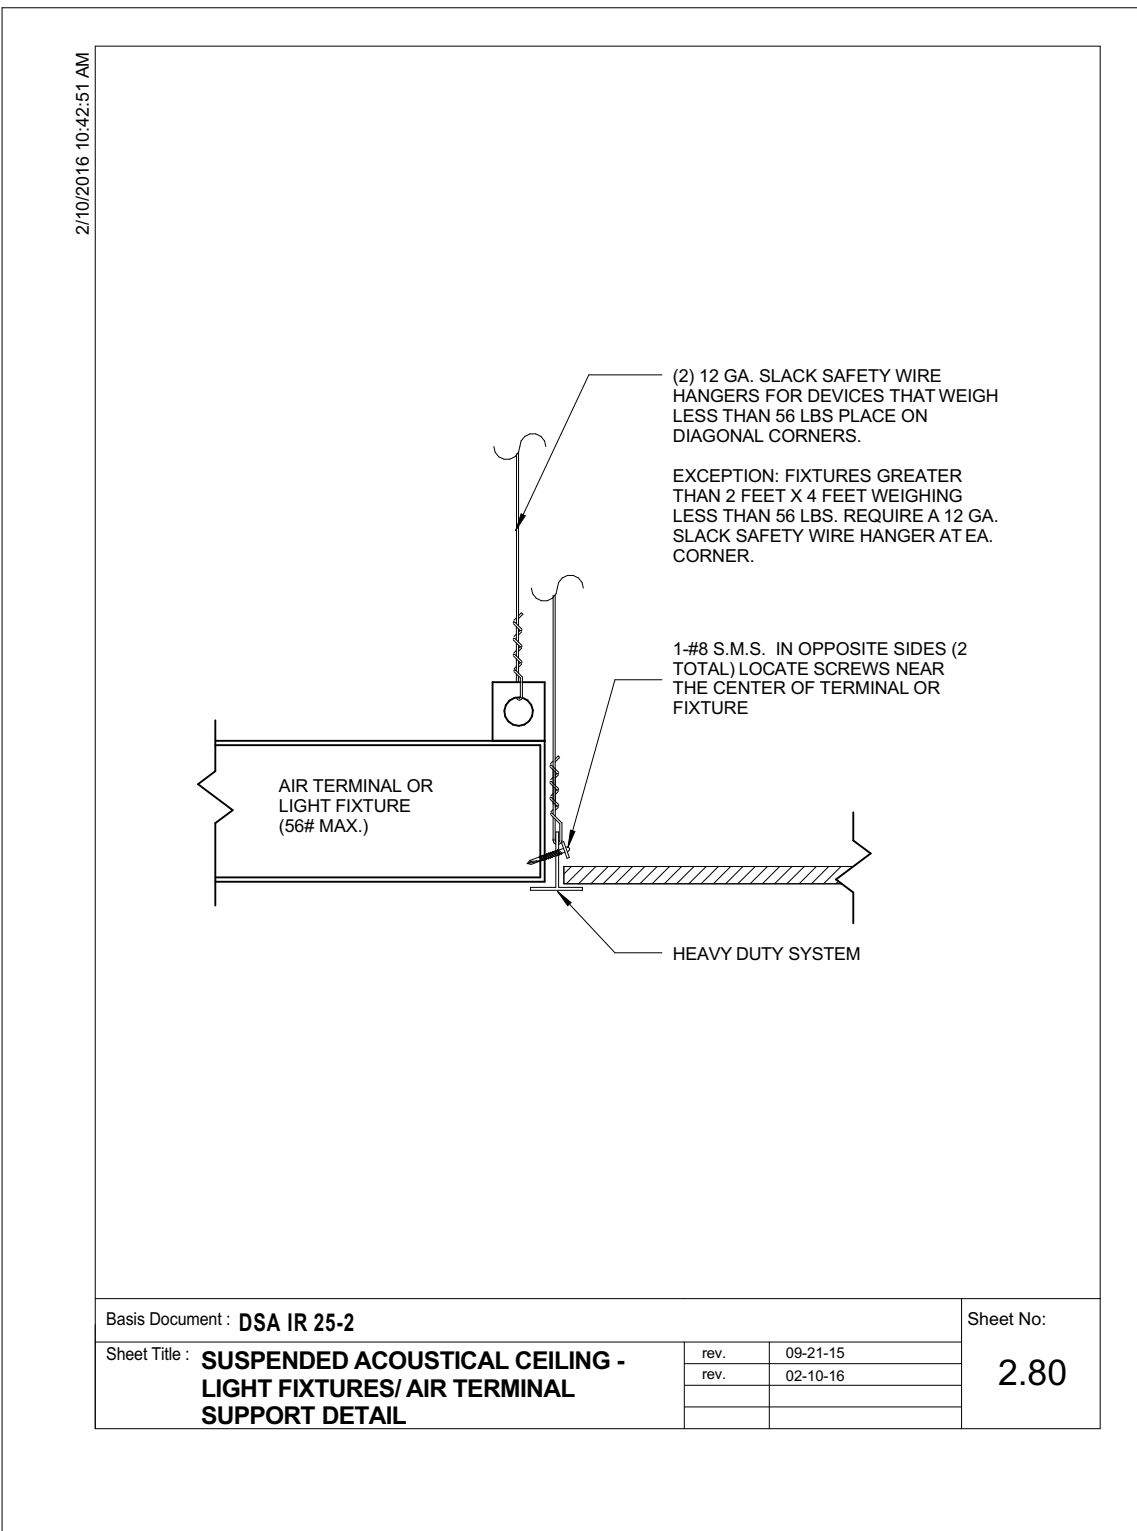 2/10/2016 10:42:51 AM
(2) 12 GA. SLACK SAFETY WIRE
HANGERS FOR DEVICES THAT WEIGH
LESS THAN 56 LBS PLACE ON
DIAGONAL CORNERS.
EXCEPTION: FIXTURES GREATER
THAN 2 FEET X 4 FEET WEIGHING
LESS THAN 56 LBS. REQUIRE A 12 GA.
SLACK SAFETY WIRE HANGER AT EA.
CORNER.
1-#8 S.M.S. IN OPPOSITE SIDES (2
TOTAL) LOCATE SCREWS NEAR
THE CENTER OF TERMINAL OR
FIXTURE
AIR TERMINAL OR
LIGHT FIXTURE
(56# MAX.)
HEAVY DUTY SYSTEM
Basis Document : DSA IR 25-2
Sheet Title : SUSPENDED ACOUSTICAL CEILING -
LIGHT FIXTURES/ AIR TERMINAL
SUPPORT DETAIL
rev. 09-21-15
rev. 02-10-16
Sheet No:
2.80